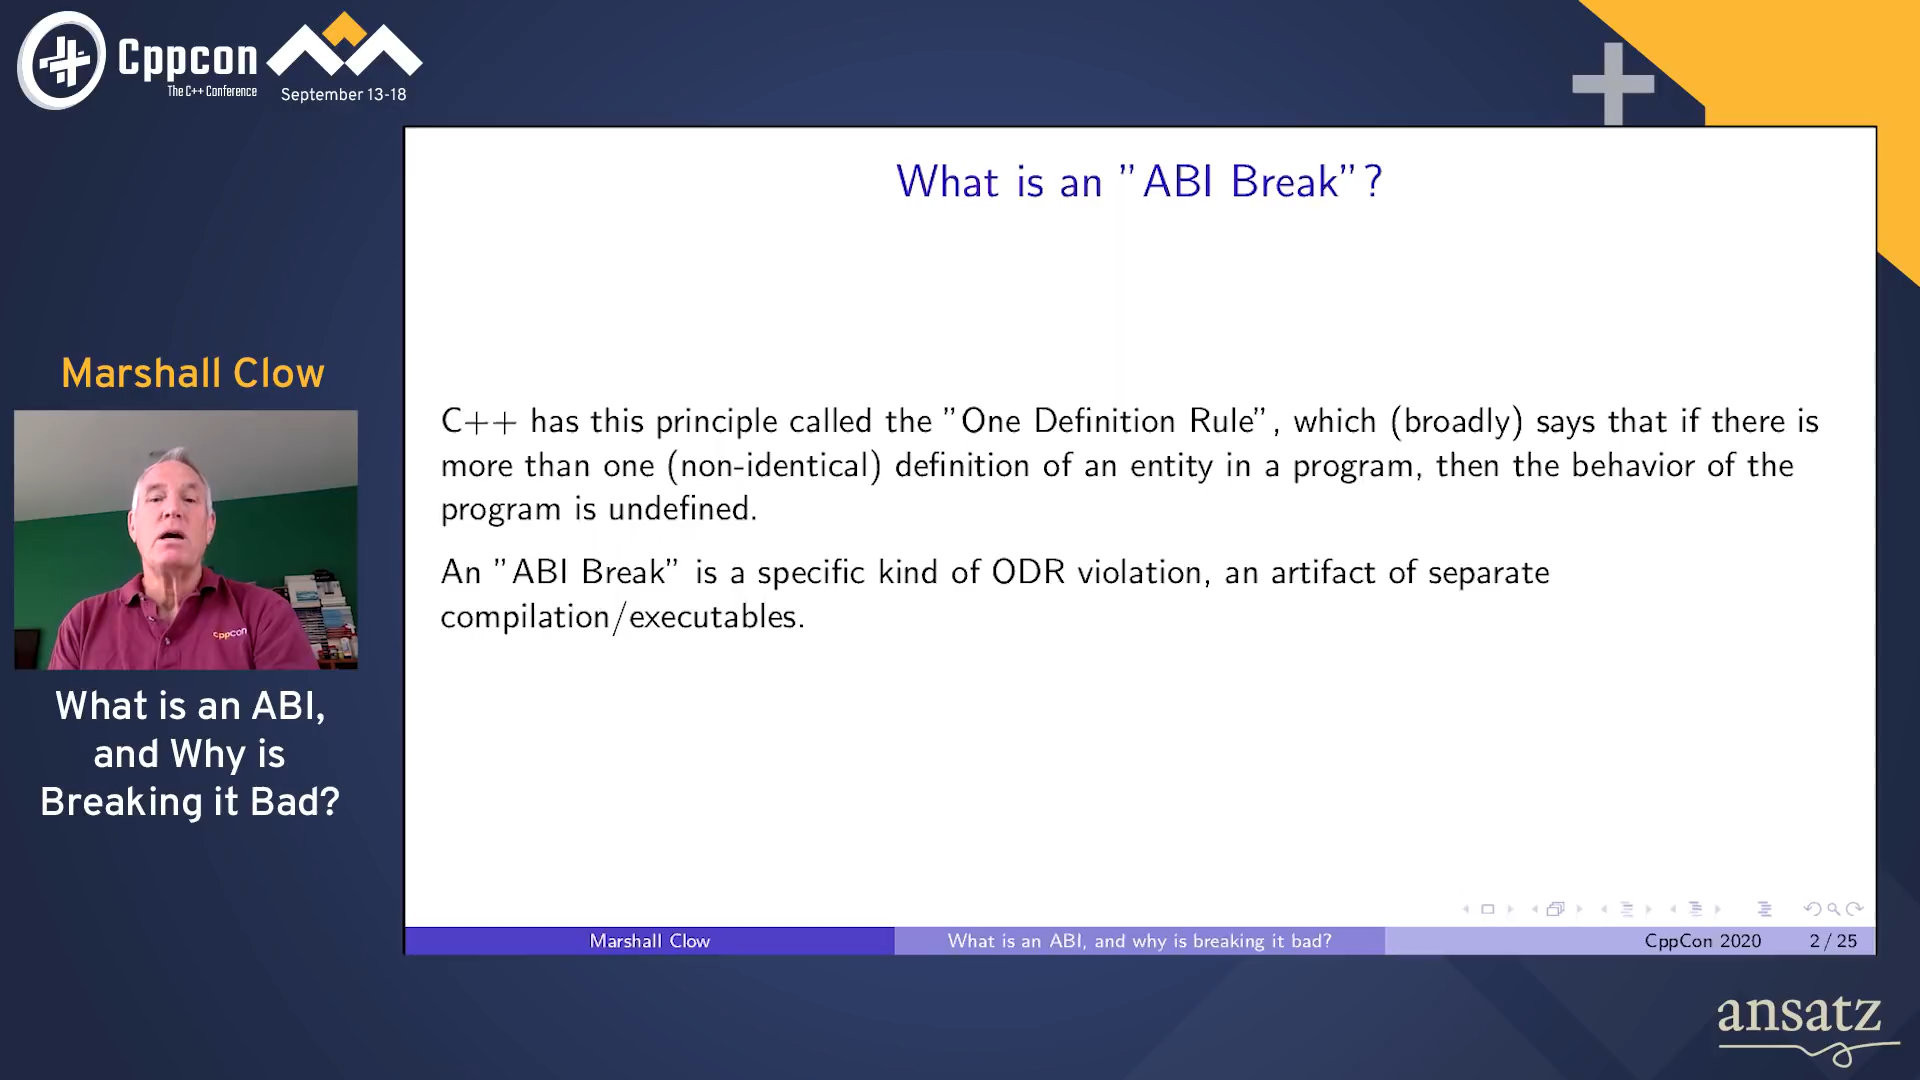 Cppcon
The C++ Conference
September 13-18
Marshall Clow
cppcon
What is an ABI,
and Why is
Breaking it Bad?
What is an ”ABI Break”?
C++ has this principle called the ”One Definition Rule”, which (broadly) says that if there is
more than one (non-identical) definition of an entity in a program, then the behavior of the
program is undefined.
An ”ABI Break” is a specific kind of ODR violation, an artifact of separate
compilation/executables.
Marshall Clow
What is an ABI, and why is breaking it bad?
CppCon 2020
2 / 25
ansatz